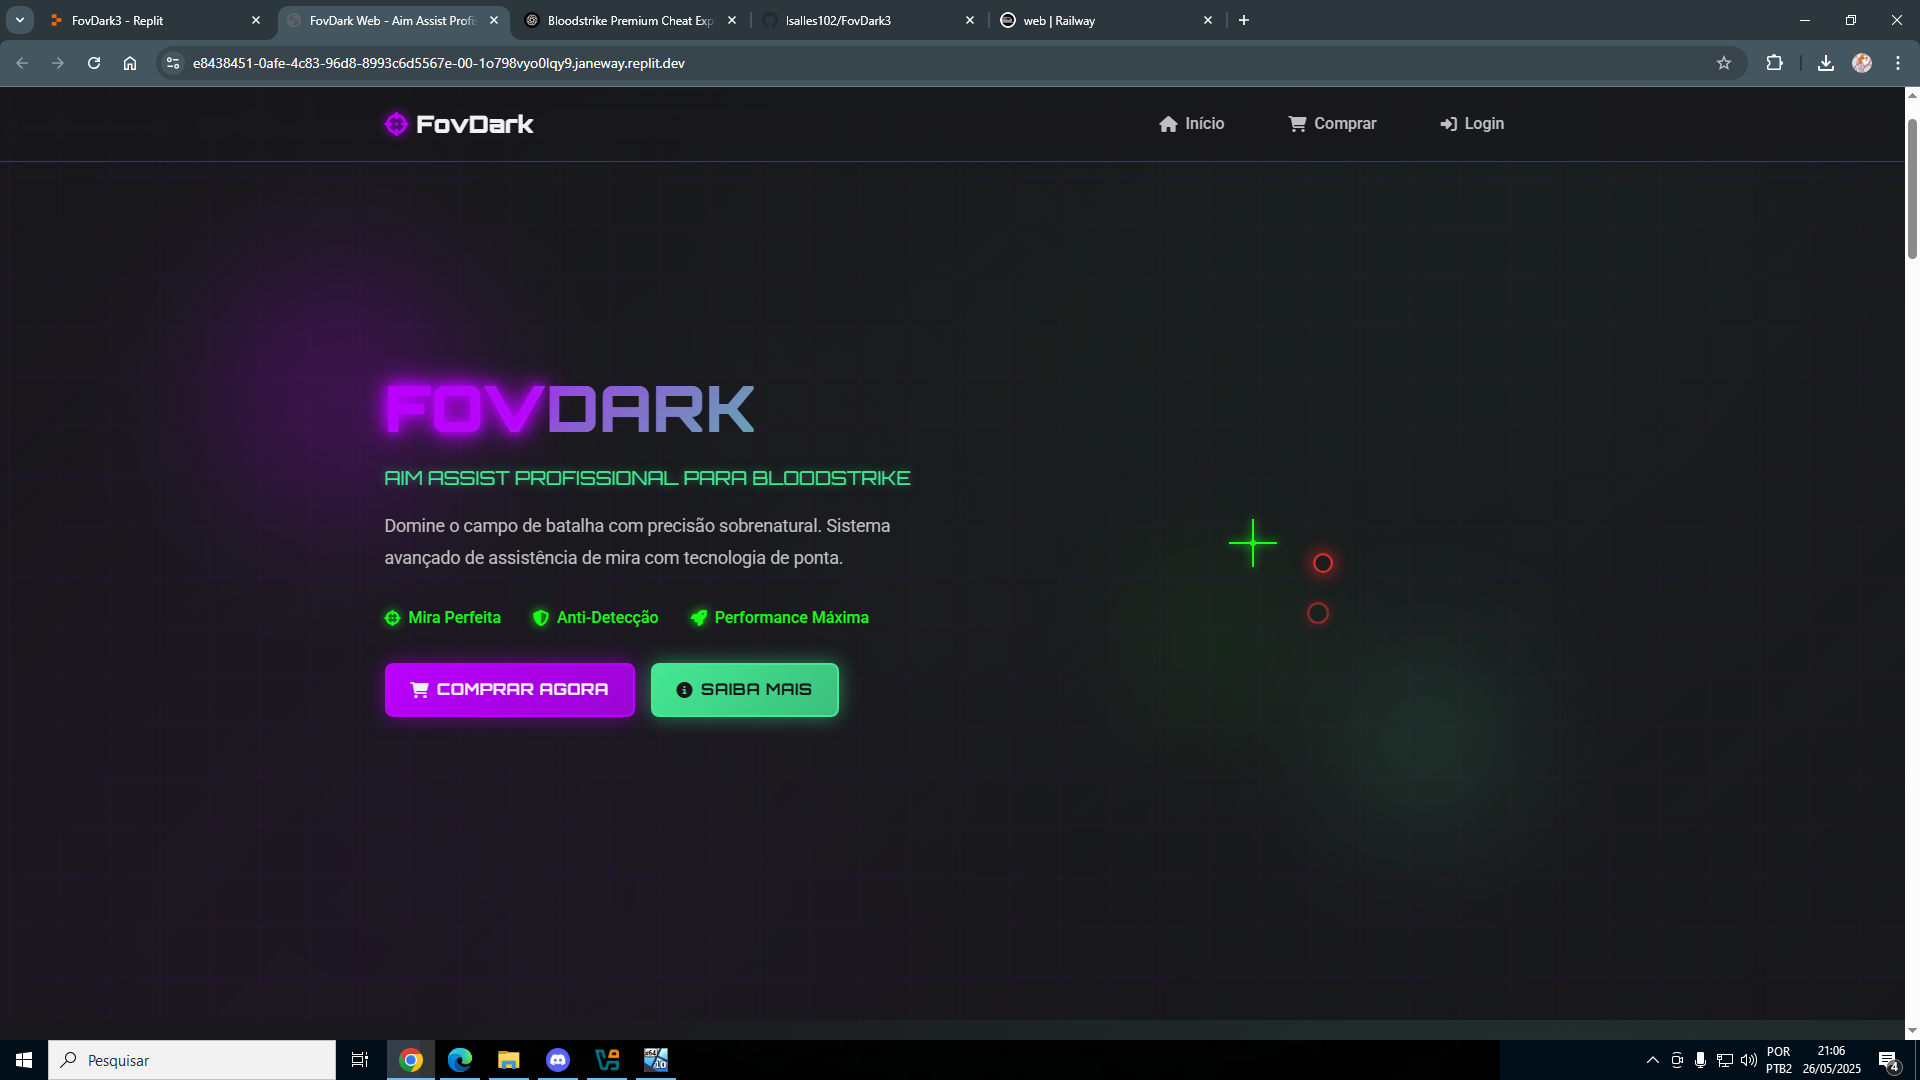 FovDark3 - Replit
FovDark Web - Aim Assist Profis
Bloodstrike Premium Cheat Exp
lsalles102/FovDark3
web | Railway
e8438451-0afe-4c83-96d8-8993c6d5567e-00-1o798vyo0lqy9.janeway.replit.dev
FovDark
Início
Comprar
Login
FOVDARK
AIM ASSIST PROFISSIONAL PARA BLOODSTRIKE
Domine o campo de batalha com precisão sobrenatural. Sistema
avançado de assistência de mira com tecnologia de ponta.
Mira Perfeita
Anti-Detecção
Performance Máxima
COMPRAR AGORA
SAIBA MAIS
Pesquisar
POR
PTB2
21:06
26/05/2025
4